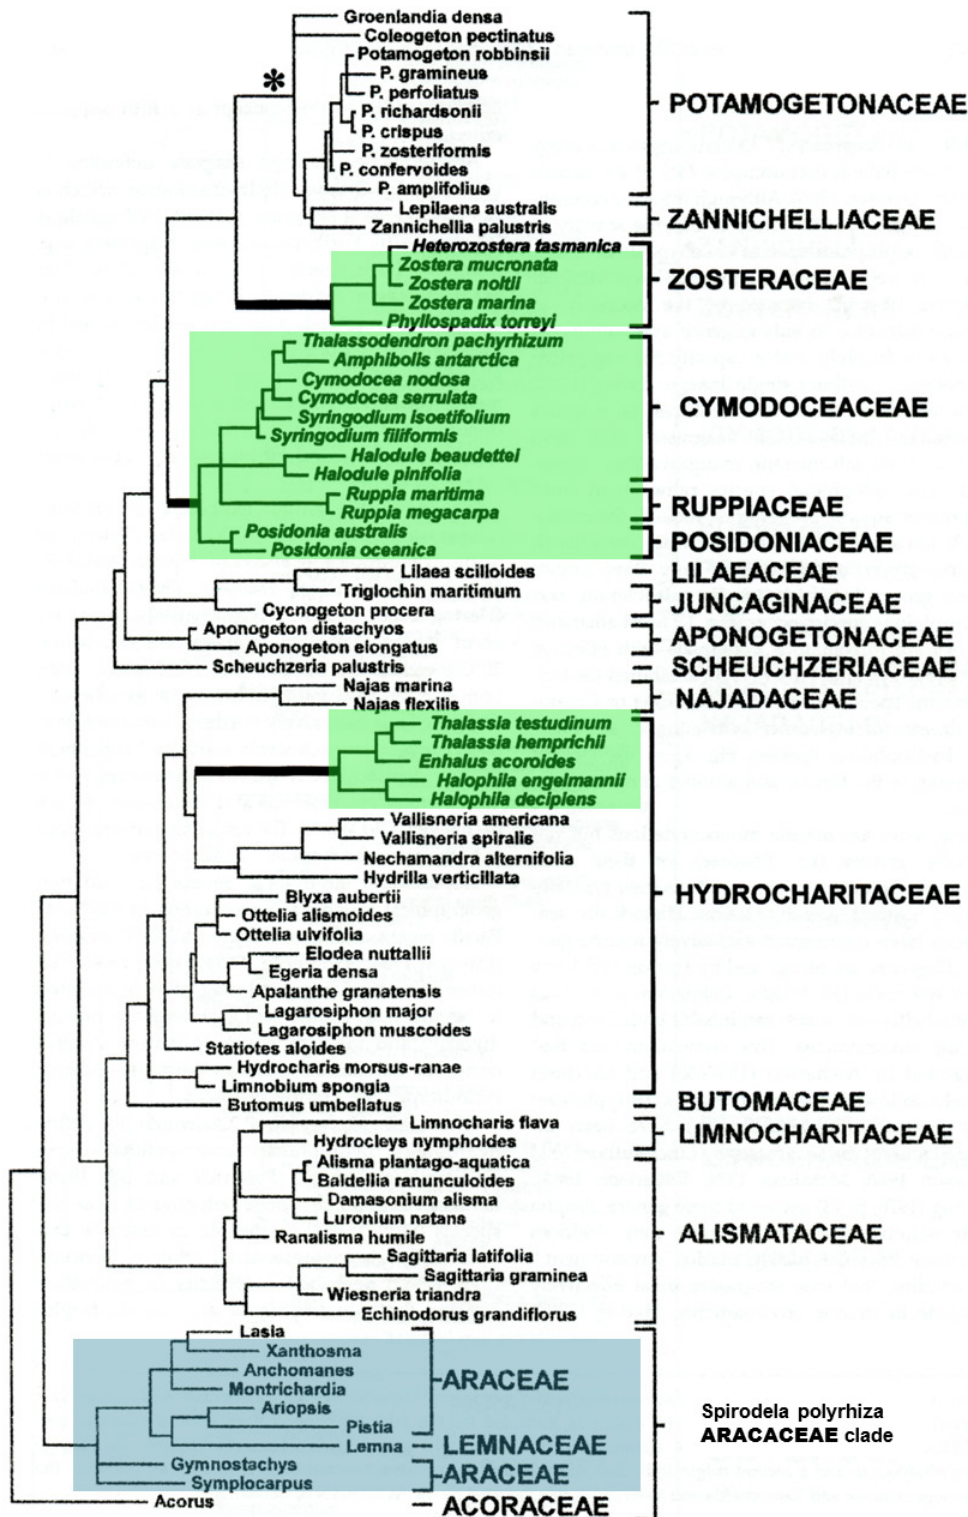 Groenlandia densa
Coleogeton pectinatus
Potamogeton robbinsii
P. gramineus
P. perfoliatus
P. richardsonii
P. crispus
P. zosteriformis
P. confervoides
P. amplifolius
POTAMOGETONACEAE
*
Lepilaena australis
Zannichellia palustris
ZANNICHELLIACEAE
Heterozostera tasmanica
Zostera mucronata
Zostera noltii
Zostera marina
Phyllospadix torreyi
ZOSTERACEAE
Thalassodendron pachyrhizum
Amphibolis antarctica
Cymodocea nodosa
Cymodocea serrulata
Syringodium isoetifolium
Syringodium filiformis
Halodule beaudettei
Halodule pinifolia
CYMODOCEACEAE
Ruppia maritima
Ruppia megacarpa
RUPPIACEAE
Posidonia australis
Posidonia oceanica
POSIDONIACEAE
Lilaea scilloides
LILAEACEAE
Triglochin maritimum
Cycnogeton procera
JUNCAGINACEAE
Aponogeton distachyos
Aponogeton elongatus
APONOGETONACEAE
Scheuchzeria palustris
SCHEUCHZERIACEAE
Najas marina
Najas flexilis
NAJADACEAE
Thalassia testudinum
Thalassia hemprichii
Enhalus acoroides
Halophila engelmannii
Halophila decipiens
Vallisneria americana
Vallisneria spiralis
Nechamandra alternifolia
Hydrilla verticillata
Blyxa aubertii
Ottelia alismoides
Ottelia ulvifolia
Elodea nuttallii
Egeria densa
Apalanthe granatensis
Lagarosiphon major
Lagarosiphon muscoides
Statiotes aloides
Hydrocharis morsus-ranae
Limnobium spongia
HYDROCHARITACEAE
Butomus umbellatus
BUTOMACEAE
Limnocharis flava
Hydrocleys nymphoides
LIMNOCHARITACEAE
Alisma plantago-aquatica
Baldellia ranunculoides
Damasonium alisma
Luronium natans
Ranalisma humile
Sagittaria latifolia
Sagittaria graminea
Wiesneria triandra
Echinodorus grandiflorus
ALISMATACEAE
Lasia
Xanthosma
Anchomanes
Montrichardia
Ariopsis
Pistia
ARACEAE
Lemna
LEMNACEAE
Gymnostachys
Symplocarpus
ARACEAE
Spirodela polyrhiza
ARACACEAE clade
Acorus
ACORACEAE